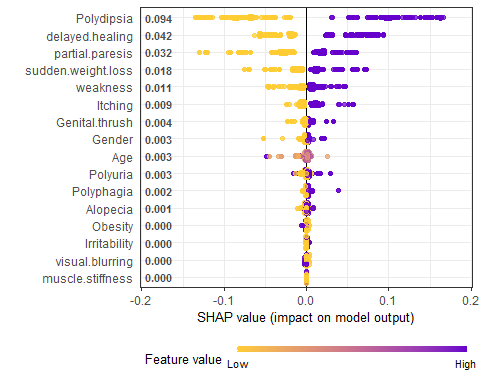 Polydipsia 0.094
delayed.healing 0.042
partial.paresis 0.032
sudden.weight.loss 0.018
weakness 0.011
Itching 0.009
Genital.thrush 0.004
Gender 0.003
Age 0.003
Polyuria 0.003
Polyphagia 0.002
Alopecia 0.001
Obesity 0.000
Irritability 0.000
visual.blurring 0.000
muscle.stiffness 0.000
-0.2 -0.1 0.0 0.1 0.2
SHAP value (impact on model output)
Feature value Low High